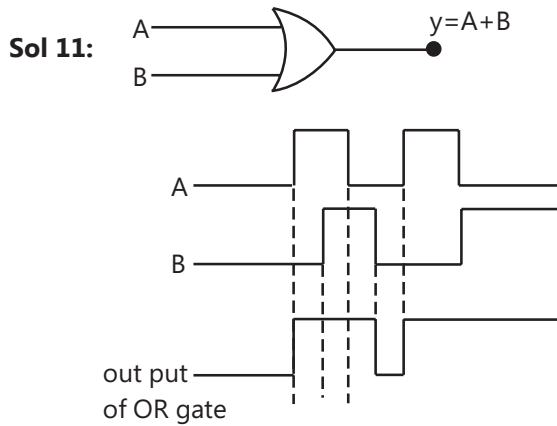 Sol 11:
A
B
y=A+B
A
B
out put
of OR gate